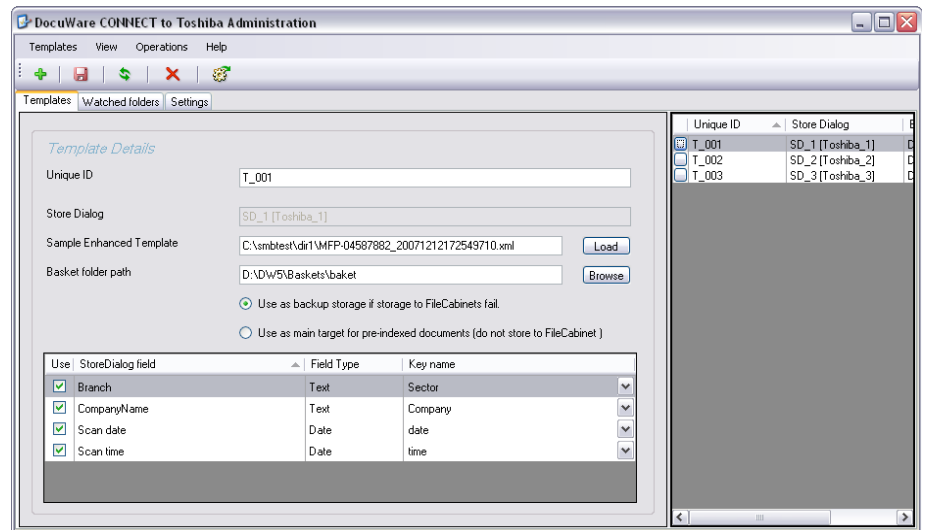 DocuWare CONNECT to Toshiba Administration
Templates View Operations Help
Templates Watched folders Settings
Template Details
Unique ID T_001
Store Dialog SD_1 [Toshiba_1]
Sample Enhanced Template C:\smbtest\dir1\MFP-04587882_20071212172549710.xml Load
Basket folder path D:\DW5\Baskets\baket Browse
Use as backup storage if storage to FileCabinets fail.
Use as main target for pre-indexed documents (do not store to FileCabinet )
Use StoreDialog field Field Type Key name
Branch Text Sector
CompanyName Text Company
Scan date Date date
Scan time Date time
Unique ID Store Dialog
T_001 SD_1 [Toshiba_1]
T_002 SD_2 [Toshiba_2]
T_003 SD_3 [Toshiba_3]